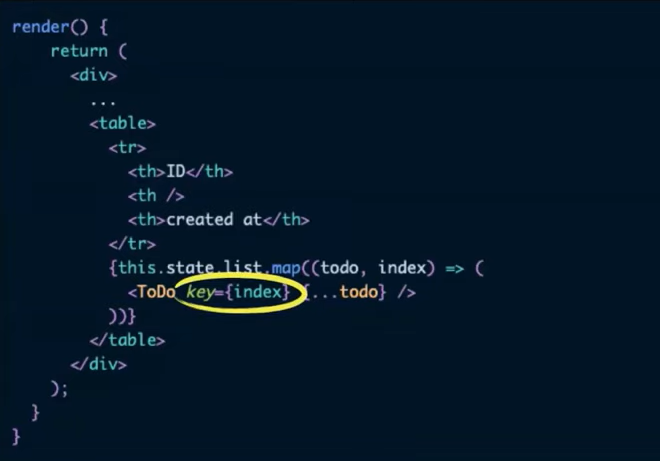 render() {
return (
<div>
...
<table>
<tr>
<th>ID</th>
<th />
<th>created at</th>
</tr>
{this.state.list.map((todo, index) => (
<ToDo key={index} {...todo} />
))}
</table>
</div>
);
}
}